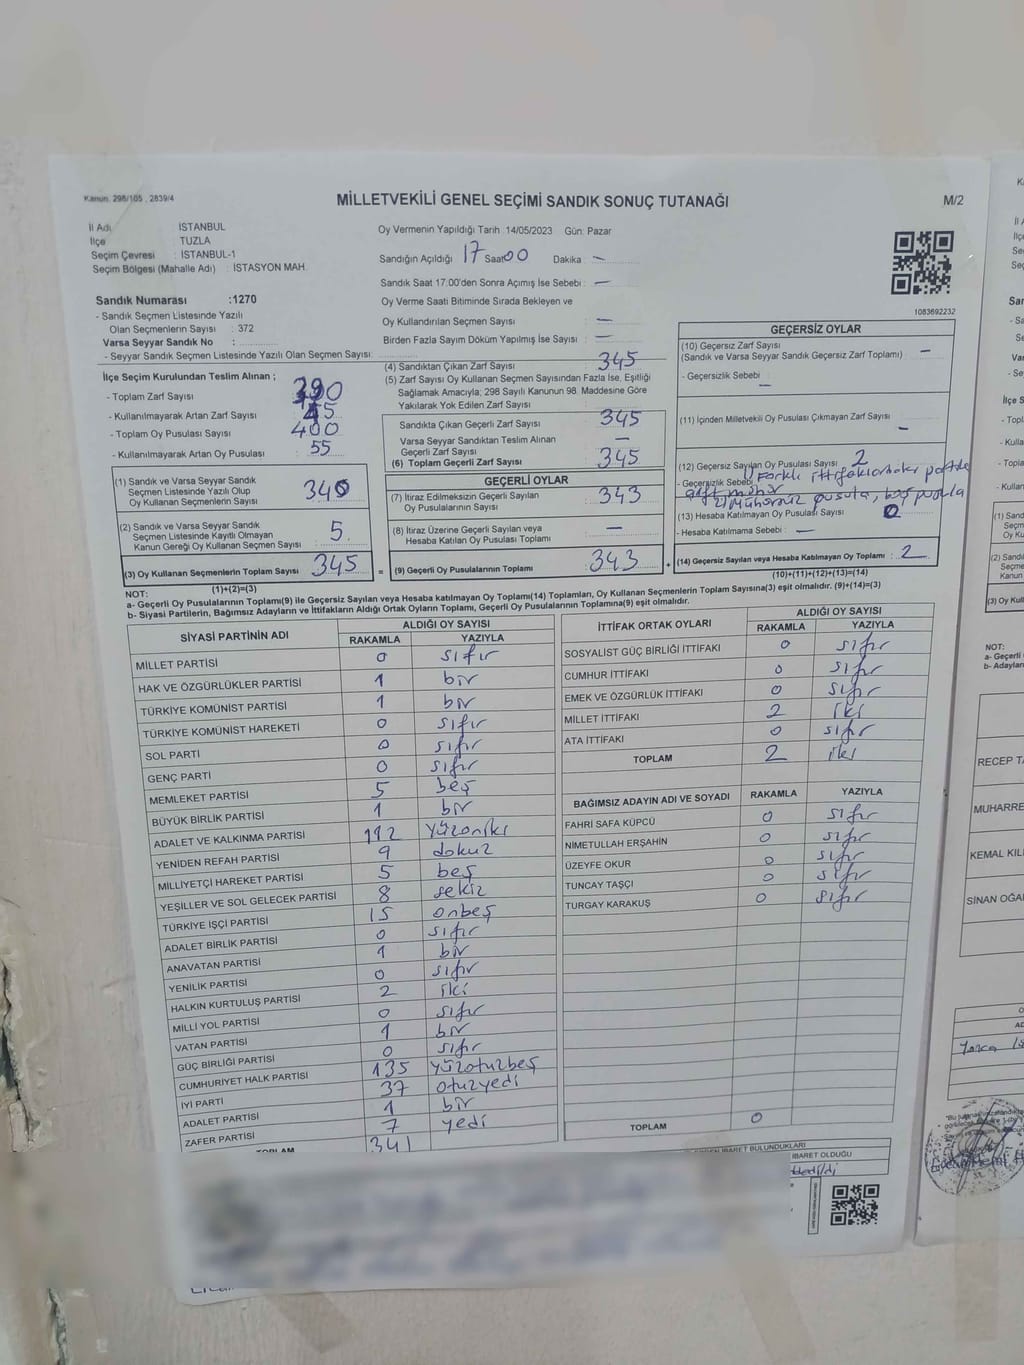 Kanun. 298/105 , 2839/4
MİLLETVEKİLİ GENEL SEÇİMİ SANDIK SONUÇ TUTANAĞI
M/2
İl Adı : İSTANBUL
İlçe : TUZLA
Seçim Çevresi : İSTANBUL-1
Seçim Bölgesi (Mahalle Adı) : İSTASYON MAH.
Oy Vermenin Yapıldığı Tarih :14/05/2023 Gün: Pazar
Sandığın Açıldığı 17 Saat 00 Dakika : —
Sandık Saat 17:00'den Sonra Açımış İse Sebebi : —
Oy Verme Saati Bitiminde Sırada Bekleyen ve
Oy Kullandırılan Seçmen Sayısı : —
Birden Fazla Sayım Döküm Yapılmış İse Sayısı : —
1083692232
Sandık Numarası :1270
- Sandık Seçmen Listesinde Yazılı
Olan Seçmenlerin Sayısı : 372
Varsa Seyyar Sandık No :
- Seyyar Sandık Seçmen Listesinde Yazılı Olan Seçmen Sayısı:
İlçe Seçim Kurulundan Teslim Alınan ;
- Toplam Zarf Sayısı :
- Kullanılmayarak Artan Zarf Sayısı : 45
- Toplam Oy Pusulası Sayısı : 400
- Kullanılmayarak Artan Oy Pusulası : 55
(1) Sandık ve Varsa Seyyar Sandık
Seçmen Listesinde Yazılı Olup
Oy Kullanan Seçmenlerin Sayısı : 340
(2) Sandık ve Varsa Seyyar Sandık
Seçmen Listesinde Kayıtlı Olmayan
Kanun Gereği Oy Kullanan Seçmen Sayısı : 5
(3) Oy Kullanan Seçmenlerin Toplam Sayısı : 345
(1)+(2)=(3)
(4) Sandıktan Çıkan Zarf Sayısı : 345
(5) Zarf Sayısı Oy Kullanan Seçmen Sayısından Fazla İse, Eşitliği
Sağlamak Amacıyla; 298 Sayılı Kanunun 98. Maddesine Göre
Yakılarak Yok Edilen Zarf Sayısı :
Sandıkta Çıkan Geçerli Zarf Sayısı : 345
Varsa Seyyar Sandıktan Teslim Alınan
Geçerli Zarf Sayısı : —
(6) Toplam Geçerli Zarf Sayısı : 345
GEÇERLİ OYLAR
(7) İtiraz Edilmeksizin Geçerli Sayılan
Oy Pusulalarının Sayısı : 343
(8) İtiraz Üzerine Geçerli Sayılan veya
Hesaba Katılan Oy Pusulası Toplamı : —
= (9) Geçerli Oy Pusulalarının Toplamı : 343 +
GEÇERSİZ OYLAR
(10) Geçersiz Zarf Sayısı
(Sandık ve Varsa Seyyar Sandık Geçersiz Zarf Toplamı) : —
- Geçersizlik Sebebi : —
(11) İçinden Milletvekili Oy Pusulası Çıkmayan Zarf Sayısı : —
(12) Geçersiz Sayılan Oy Pusulası Sayısı : 2
- Geçersizlik Sebebi: 1) Farklı ittifaklardaki partide
çift mühür
2) Mühürsüz pusula, boş pusula
(13) Hesaba Katılmayan Oy Pusulası Sayısı : 0
- Hesaba Katılmama Sebebi : —
(14) Geçersiz Sayılan veya Hesaba Katılmayan Oy Toplamı : 2
(10)+(11)+(12)+(13)=(14)
NOT:
a- Geçerli Oy Pusulalarının Toplamı(9) ile Geçersiz Sayılan veya Hesaba Katılmayan Oy Toplamı(14) Toplamları, Oy Kullanan Seçmenlerin Toplam Sayısına(3) eşit olmalıdır. (9)+(14)=(3)
b- Siyasi Partilerin, Bağımsız Adayların ve İttifakların Aldığı Ortak Oyların Toplamı, Geçerli Oy Pusulalarının Toplamına(9) eşit olmalıdır.
SİYASİ PARTİNİN ADI ALDIĞI OY SAYISI
RAKAMLA YAZIYLA
MİLLET PARTİSİ 0 sıfır
HAK VE ÖZGÜRLÜKLER PARTİSİ 1 bir
TÜRKİYE KOMÜNİST PARTİSİ 1 bir
TÜRKİYE KOMÜNİST HAREKETİ 0 sıfır
SOL PARTİ 0 sıfır
GENÇ PARTİ 0 sıfır
MEMLEKET PARTİSİ 5 beş
BÜYÜK BİRLİK PARTİSİ 1 bir
ADALET VE KALKINMA PARTİSİ 112 yüzoniki
YENİDEN REFAH PARTİSİ 9 dokuz
MİLLİYETÇİ HAREKET PARTİSİ 5 beş
YEŞİLLER VE SOL GELECEK PARTİSİ 8 sekiz
TÜRKİYE İŞÇİ PARTİSİ 15 onbeş
ADALET BİRLİK PARTİSİ 0 sıfır
ANAVATAN PARTİSİ 1 bir
YENİLİK PARTİSİ 0 sıfır
HALKIN KURTULUŞ PARTİSİ 2 iki
MİLLİ YOL PARTİSİ 0 sıfır
VATAN PARTİSİ 1 bir
GÜÇ BİRLİĞİ PARTİSİ 0 sıfır
CUMHURİYET HALK PARTİSİ 135 yüzotuzbeş
İYİ PARTİ 37 otuzyedi
ADALET PARTİSİ 1 bir
ZAFER PARTİSİ 7 yedi
TOPLAM 341
İTTİFAK ORTAK OYLARI ALDIĞI OY SAYISI
RAKAMLA YAZIYLA
SOSYALİST GÜÇ BİRLİĞİ İTTİFAKI 0 sıfır
CUMHUR İTTİFAKI 0 sıfır
EMEK VE ÖZGÜRLÜK İTTİFAKI 0 sıfır
MİLLET İTTİFAKI 2 iki
ATA İTTİFAKI 0 sıfır
TOPLAM 2 iki
BAĞIMSIZ ADAYIN ADI VE SOYADI RAKAMLA YAZIYLA
FAHRİ SAFA KÜPCÜ 0 sıfır
NİMETULLAH ERŞAHİN 0 sıfır
ÜZEYFE OKUR 0 sıfır
TUNCAY TAŞÇI 0 sıfır
TURGAY KARAKUŞ 0 sıfır
TOPLAM 0
İBARET BULUNDUKLARI
İBARET OLDUĞU
NOT:
a- Geçerli
b- Adayları
RECEP
MUHARRE
KEMAL
SİNAN